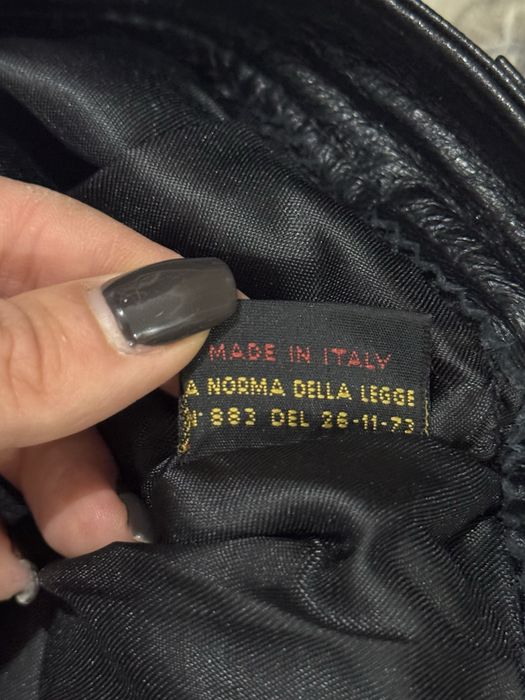 MADE IN ITALY
A NORMA DELLA LEGGE
N° 883 DEL 26-11-73